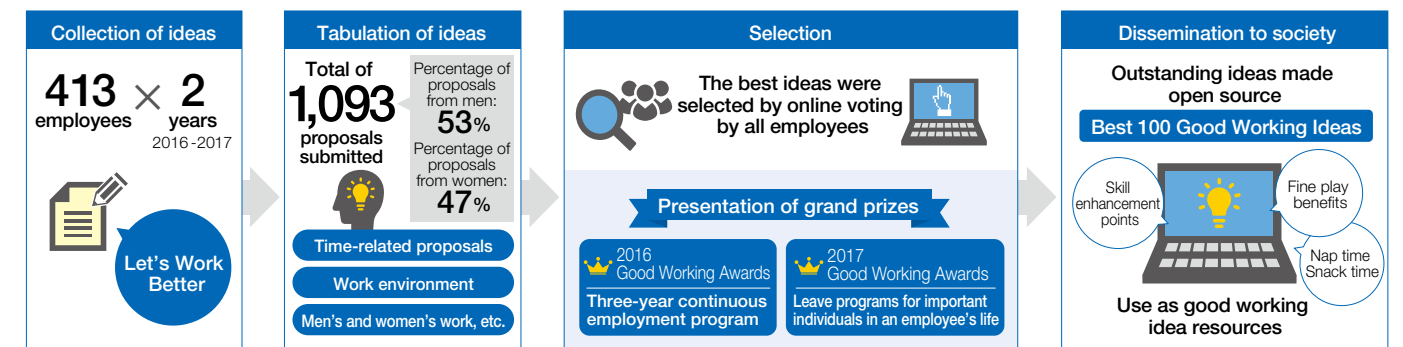 Collection of ideas
413 × 2
employees years
2016-2017
Let's Work
Better
Tabulation of ideas
Total of
1,093
proposals
submitted
Percentage of
proposals
from men:
53%
Percentage of
proposals
from women:
47%
Time-related proposals
Work environment
Men's and women's work, etc.
Selection
The best ideas were
selected by online voting
by all employees
Presentation of grand prizes
2016
Good Working Awards
Three-year continuous
employment program
2017
Good Working Awards
Leave programs for important
individuals in an employee's life
Dissemination to society
Outstanding ideas made
open source
Best 100 Good Working Ideas
Skill
enhancement
points
Fine play
benefits
Nap time
Snack time
Use as good working
idea resources